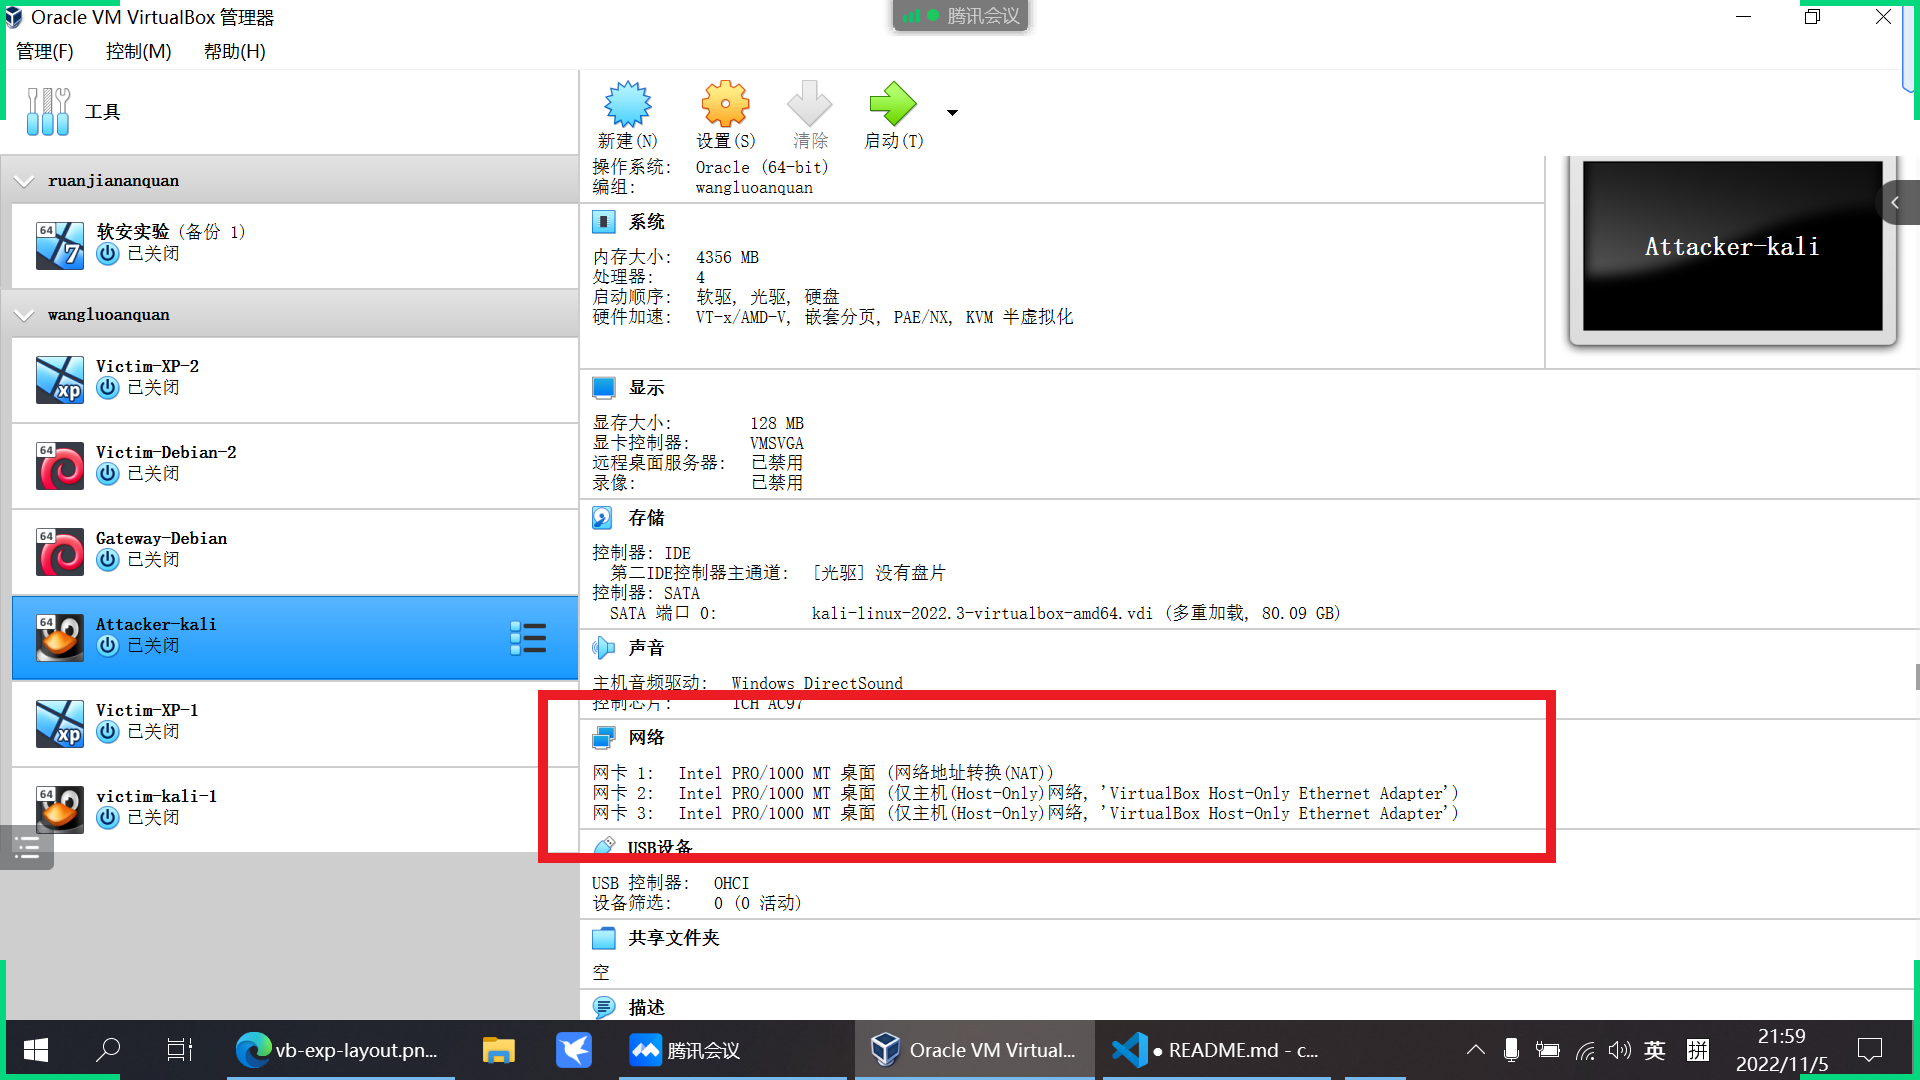 Oracle VM VirtualBox 管理器
腾讯会议
管理(F) 控制(M) 帮助(H)
工具
新建(N) 设置(S) 清除 启动(T)
ruanjiananquan
64
7
软安实验 (备份 1)
已关闭
wangluoanquan
xp
Victim-XP-2
已关闭
64
Victim-Debian-2
已关闭
64
Gateway-Debian
已关闭
64
Attacker-kali
已关闭
xp
Victim-XP-1
已关闭
64
victim-kali-1
已关闭
操作系统: Oracle (64-bit)
编组: wangluoanquan
系统
内存大小: 4356 MB
处理器: 4
启动顺序: 软驱, 光驱, 硬盘
硬件加速: VT-x/AMD-V, 嵌套分页, PAE/NX, KVM 半虚拟化
Attacker-kali
显示
显存大小: 128 MB
显卡控制器: VMSVGA
远程桌面服务器: 已禁用
录像: 已禁用
存储
控制器: IDE
第二IDE控制器主通道: [光驱] 没有盘片
控制器: SATA
SATA 端口 0: kali-linux-2022.3-virtualbox-amd64.vdi (多重加载, 80.09 GB)
声音
主机音频驱动: Windows DirectSound
控制芯片: ICH AC97
网络
网卡 1: Intel PRO/1000 MT 桌面 (网络地址转换(NAT))
网卡 2: Intel PRO/1000 MT 桌面 (仅主机(Host-Only)网络, 'VirtualBox Host-Only Ethernet Adapter')
网卡 3: Intel PRO/1000 MT 桌面 (仅主机(Host-Only)网络, 'VirtualBox Host-Only Ethernet Adapter')
USB设备
USB 控制器: OHCI
设备筛选: 0 (0 活动)
共享文件夹
空
描述
vb-exp-layout.pn...
腾讯会议
Oracle VM Virtual...
● README.md - c...
英
拼
21:59
2022/11/5